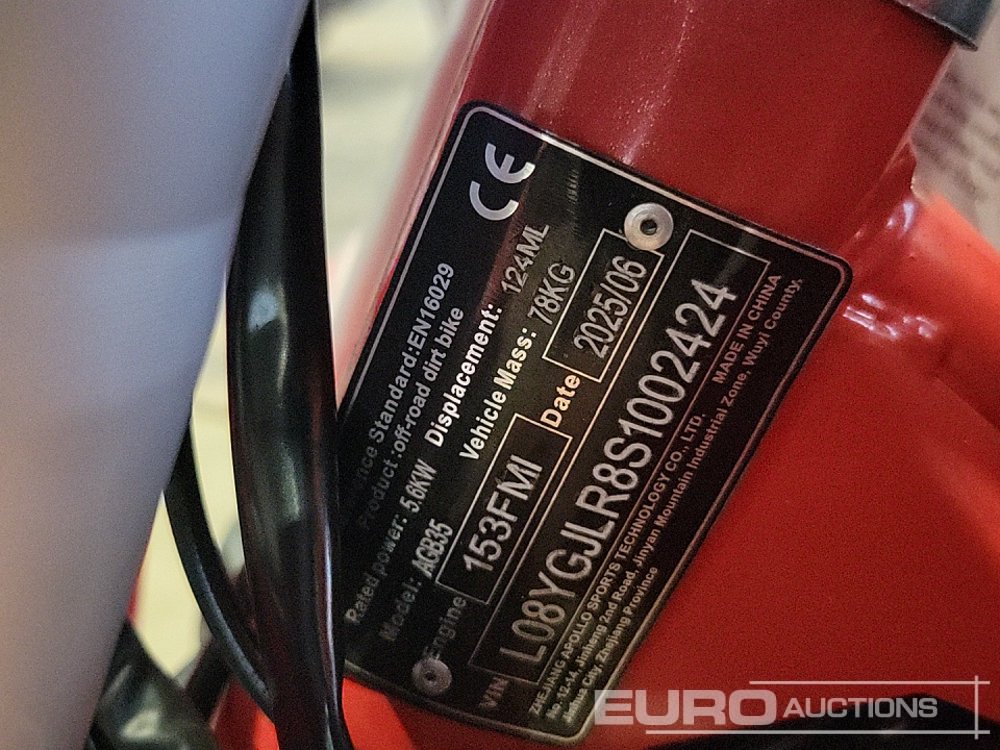 CE
Standard:EN16029
Product :off-road dirt bike
Rated power: 5.6KW Displacement: 124ML
Model: AGB35 Vehicle Mass: 78KG
Engine 153FMI Date 2025/06
VIN L08YGJLR8S1002424
ZHEJIANG APOLLO SPORTS TECHNOLOGY CO., LTD. MADE IN CHINA
No. 12,14, Jinheng 2nd Road, Jinyan Mountain Industrial Zone, Wuyi County,
Jinhua City, Zhejiang Province
EURO AUCTIONS